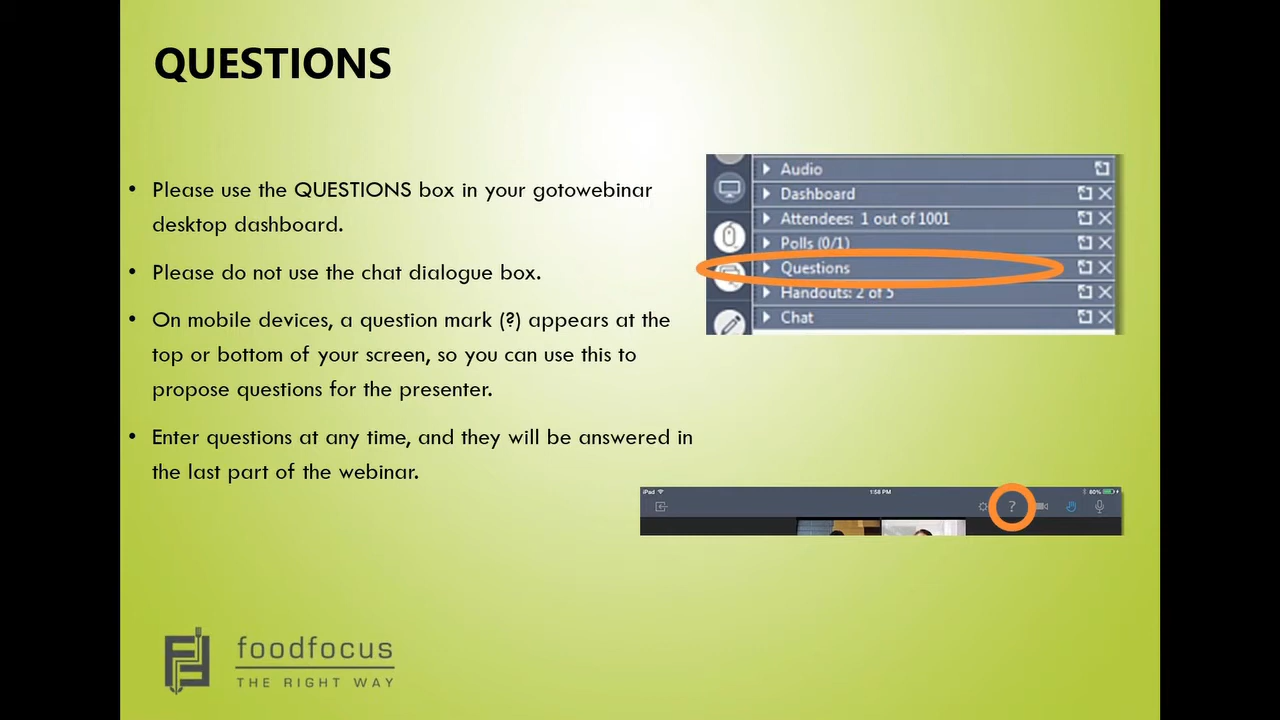 QUESTIONS
• Please use the QUESTIONS box in your gotowebinar
desktop dashboard.
• Please do not use the chat dialogue box.
• On mobile devices, a question mark (?) appears at the
top or bottom of your screen, so you can use this to
propose questions for the presenter.
• Enter questions at any time, and they will be answered in
the last part of the webinar.
Audio
Dashboard
Attendees: 1 out of 1001
Polls (0/1)
Questions
Handouts: 2 of 5
Chat
iPad 1:58 PM 80%
?
foodfocus
THE RIGHT WAY